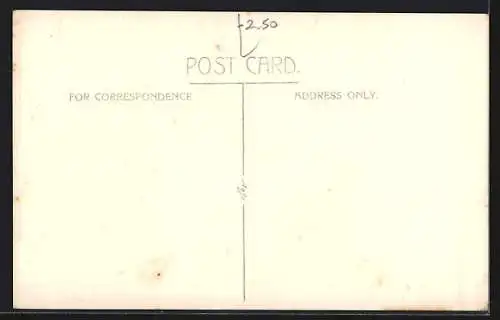 2.50
POST CARD.
FOR CORRESPONDENCE
ADDRESS ONLY.